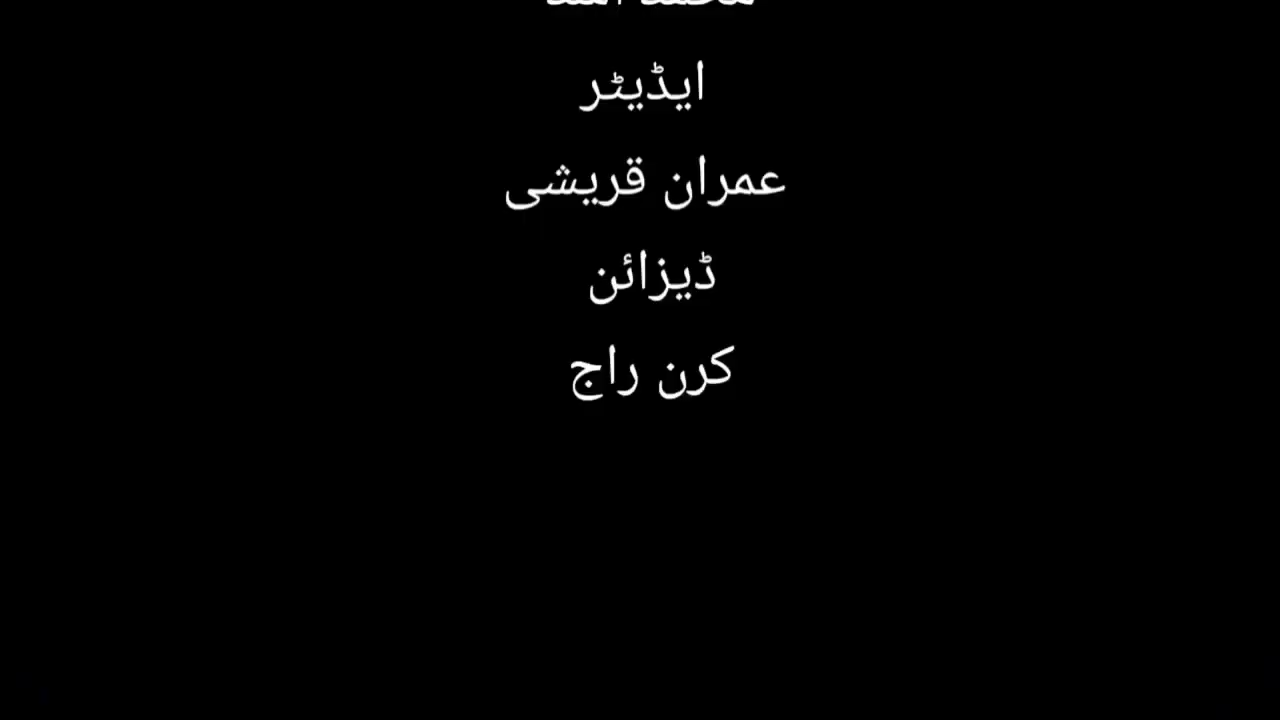 ایڈیٹر
عمران قریشی
ڈیزائن
کرن راج